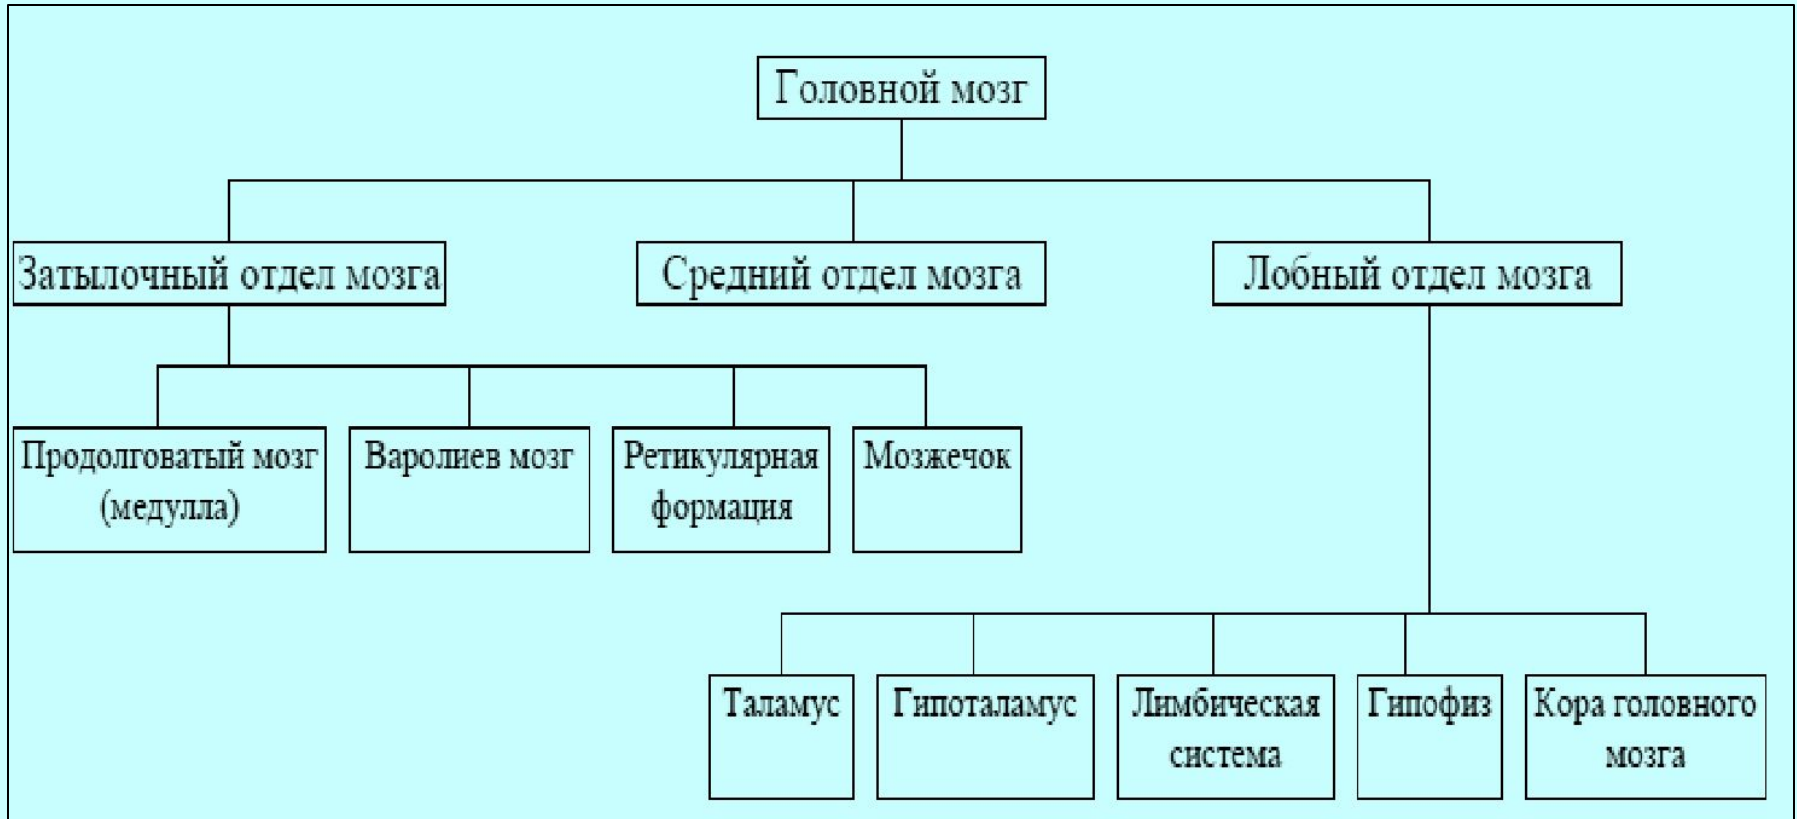 Головной мозг
Затылочный отдел мозга
Средний отдел мозга
Лобный отдел мозга
Продолговатый мозг
(медулла)
Варолиев мозг
Ретикулярная
формация
Мозжечок
Таламус
Гипоталамус
Лимбическая
система
Гипофиз
Кора головного
мозга